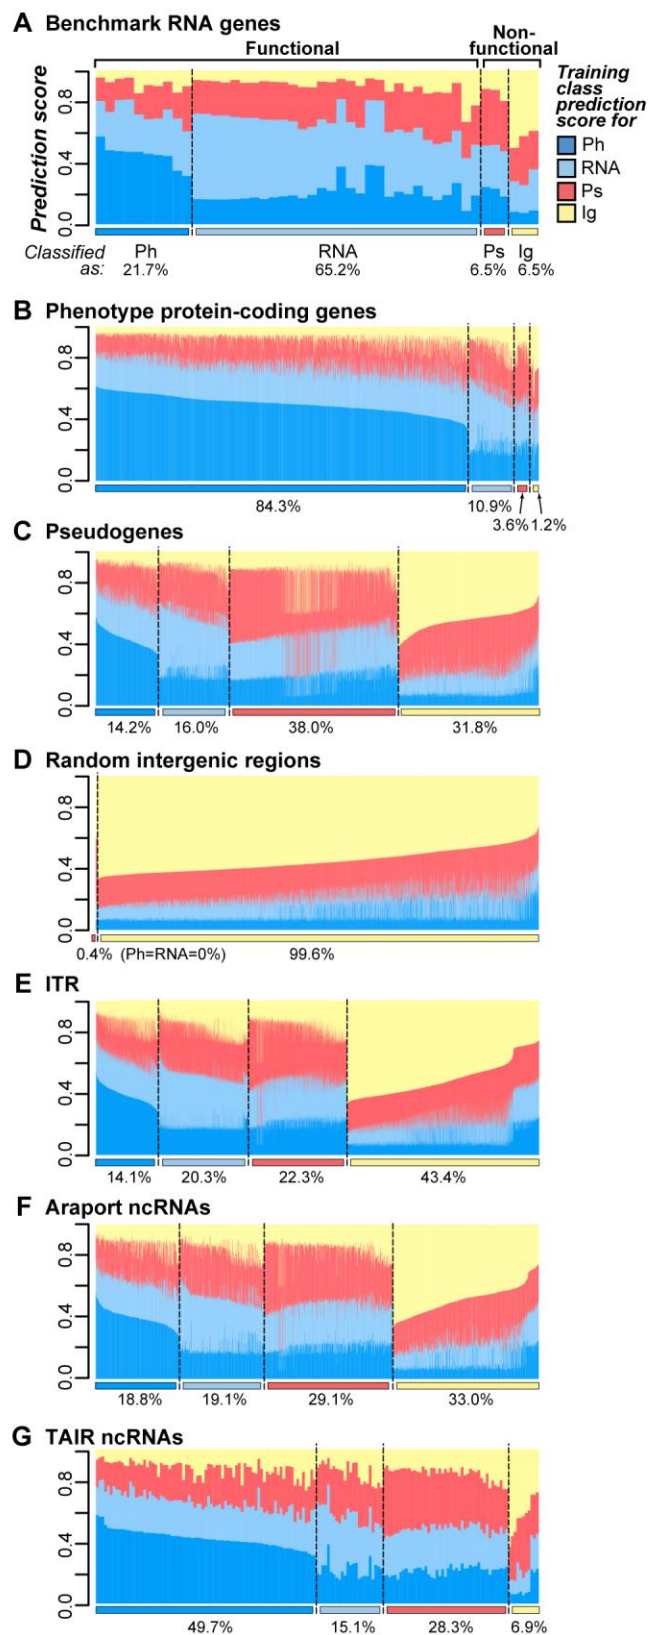 A Benchmark RNA genes
Functional
Non-
functional
Prediction score
0.0 0.4 0.8
Training
class
prediction
score for
Ph
RNA
Ps
Ig
Classified
as:
Ph RNA Ps Ig
21.7% 65.2% 6.5% 6.5%
B Phenotype protein-coding genes
0.0 0.4 0.8
84.3% 10.9%
3.6% 1.2%
C Pseudogenes
0.0 0.4 0.8
14.2% 16.0% 38.0% 31.8%
D Random intergenic regions
0.0 0.4 0.8
0.4% (Ph=RNA=0%) 99.6%
E ITR
0.0 0.4 0.8
14.1% 20.3% 22.3% 43.4%
F Araport ncRNAs
0.0 0.4 0.8
18.8% 19.1% 29.1% 33.0%
G TAIR ncRNAs
0.0 0.4 0.8
49.7% 15.1% 28.3% 6.9%